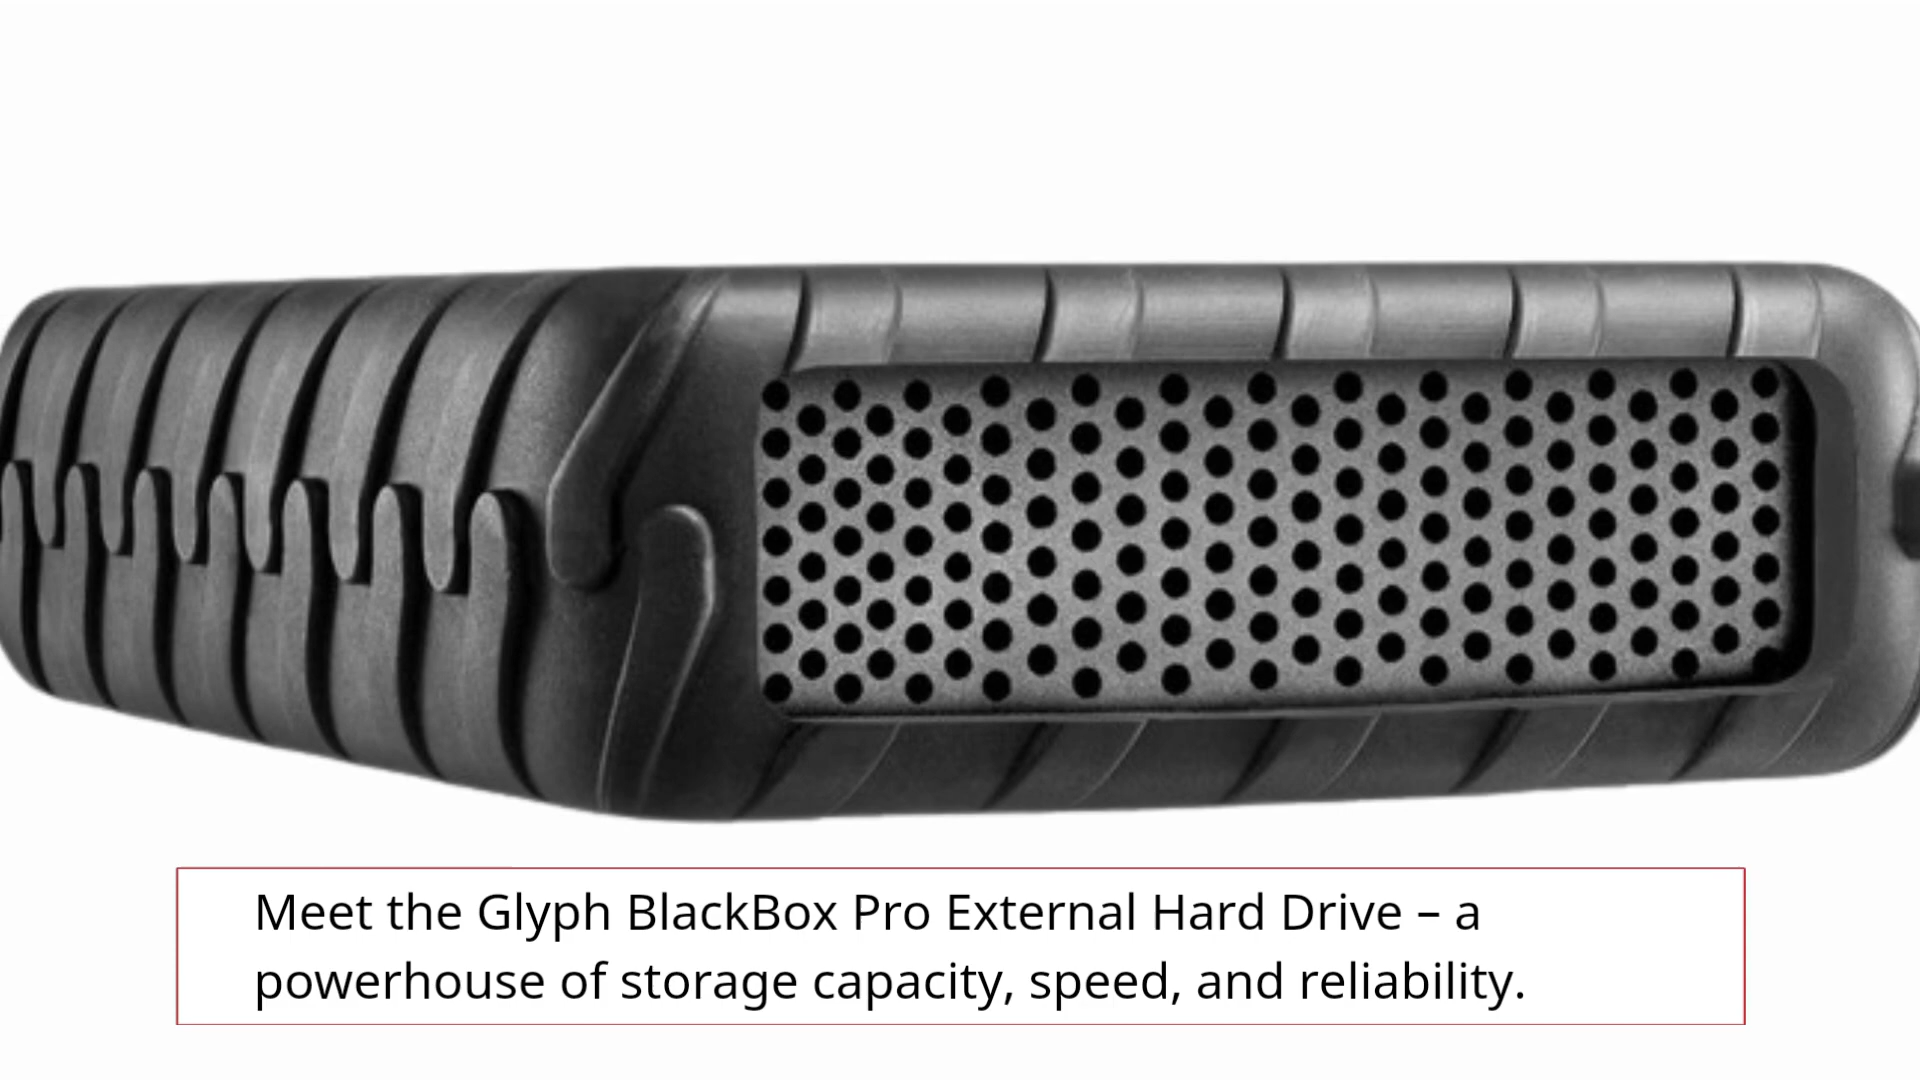 Meet the Glyph BlackBox Pro External Hard Drive – a
powerhouse of storage capacity, speed, and reliability.